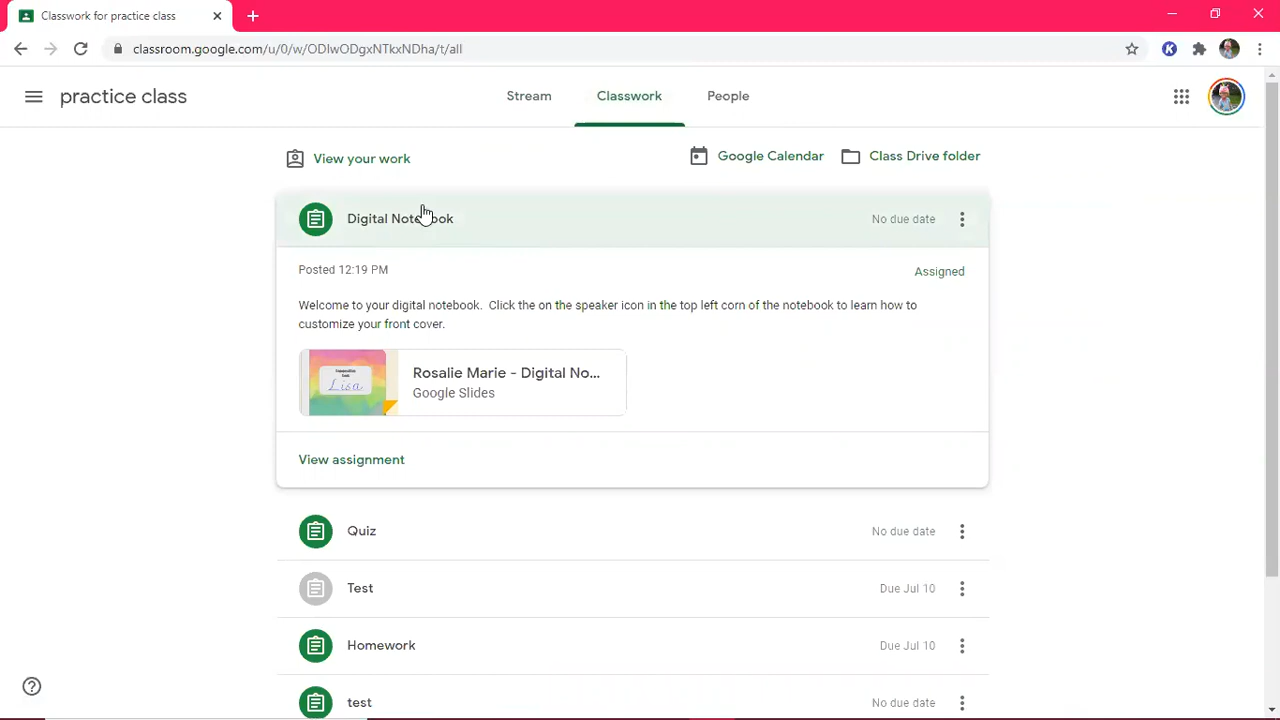 Classwork for practice class
classroom.google.com/u/0/w/ODIwODgxNTkxNDha/t/all
K
practice class
Stream
Classwork
People
View your work
Google Calendar
Class Drive folder
Digital Notebook
No due date
Posted 12:19 PM
Assigned
Welcome to your digital notebook.  Click the on the speaker icon in the top left corn of the notebook to learn how to
customize your front cover.
Composition
Book
Lisa
Rosalie Marie - Digital No...
Google Slides
View assignment
Quiz
No due date
Test
Due Jul 10
Homework
Due Jul 10
test
No due date